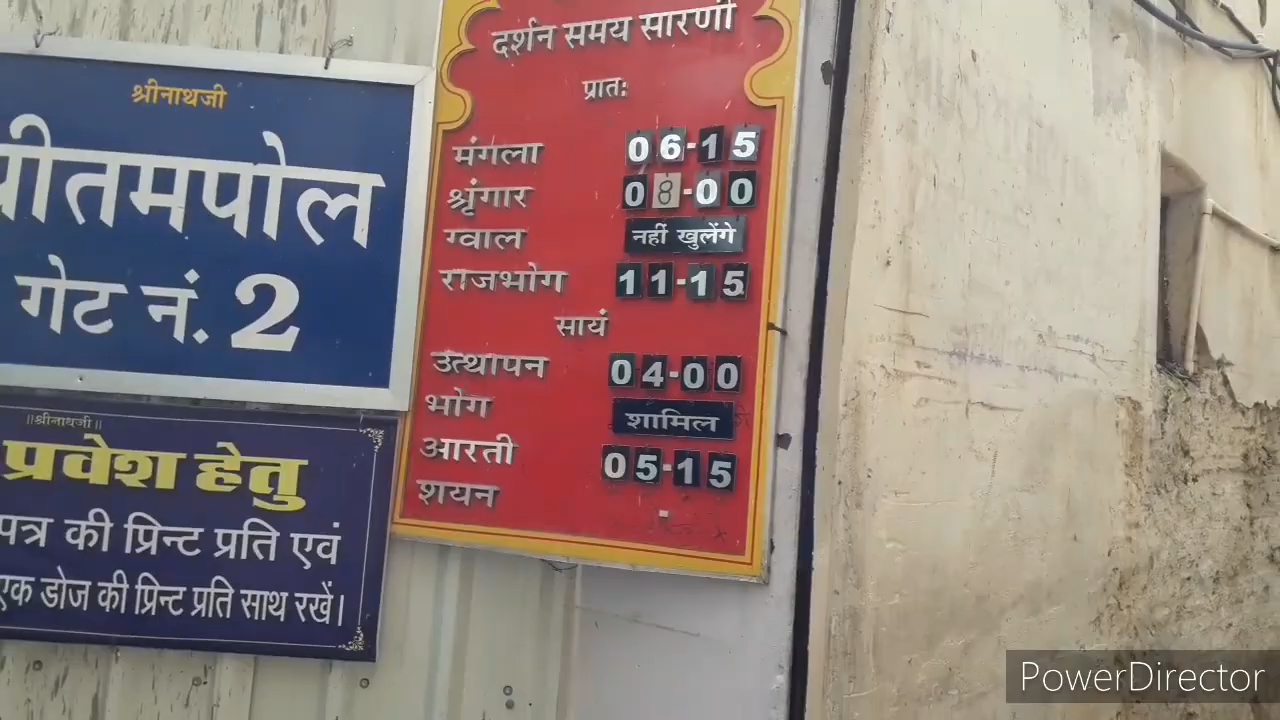 श्रीनाथजी
प्रीतमपोल
गेट नं. 2
॥श्रीनाथजी॥
प्रवेश हेतु
पत्र की प्रिन्ट प्रति एवं
एक डोज की प्रिन्ट प्रति साथ रखें।
दर्शन समय सारणी
प्रातः
मंगला 06-15
श्रृंगार 08-00
ग्वाल नहीं खुलेंगे
राजभोग 11-15
सायं
उत्थापन 04-00
भोग शामिल
आरती 05-15
शयन
PowerDirector